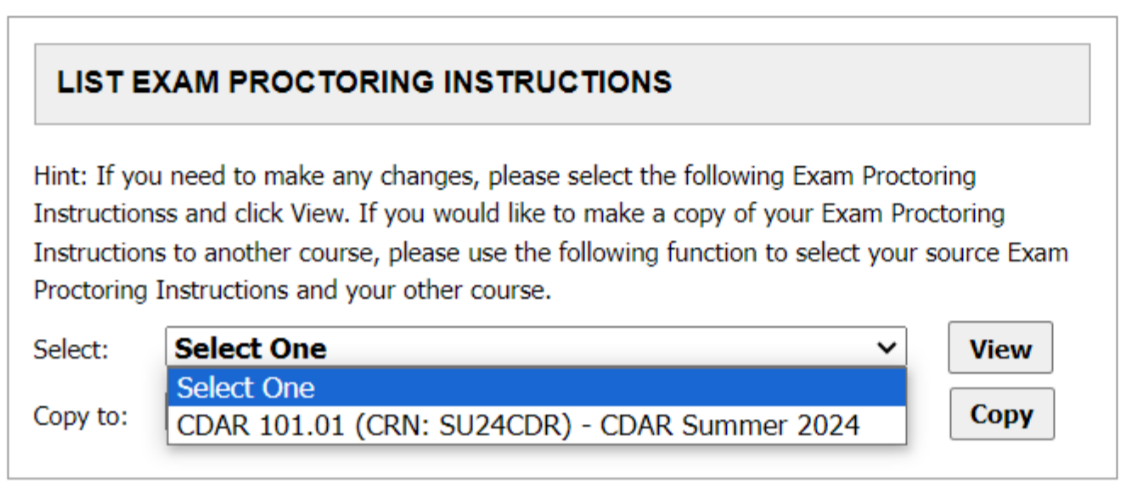 LIST EXAM PROCTORING INSTRUCTIONS
Hint: If you need to make any changes, please select the following Exam Proctoring
Instructionss and click View. If you would like to make a copy of your Exam Proctoring
Instructions to another course, please use the following function to select your source Exam
Proctoring Instructions and your other course.
Select: Select One View
Select One
Copy to: Copy
CDAR 101.01 (CRN: SU24CDR) - CDAR Summer 2024